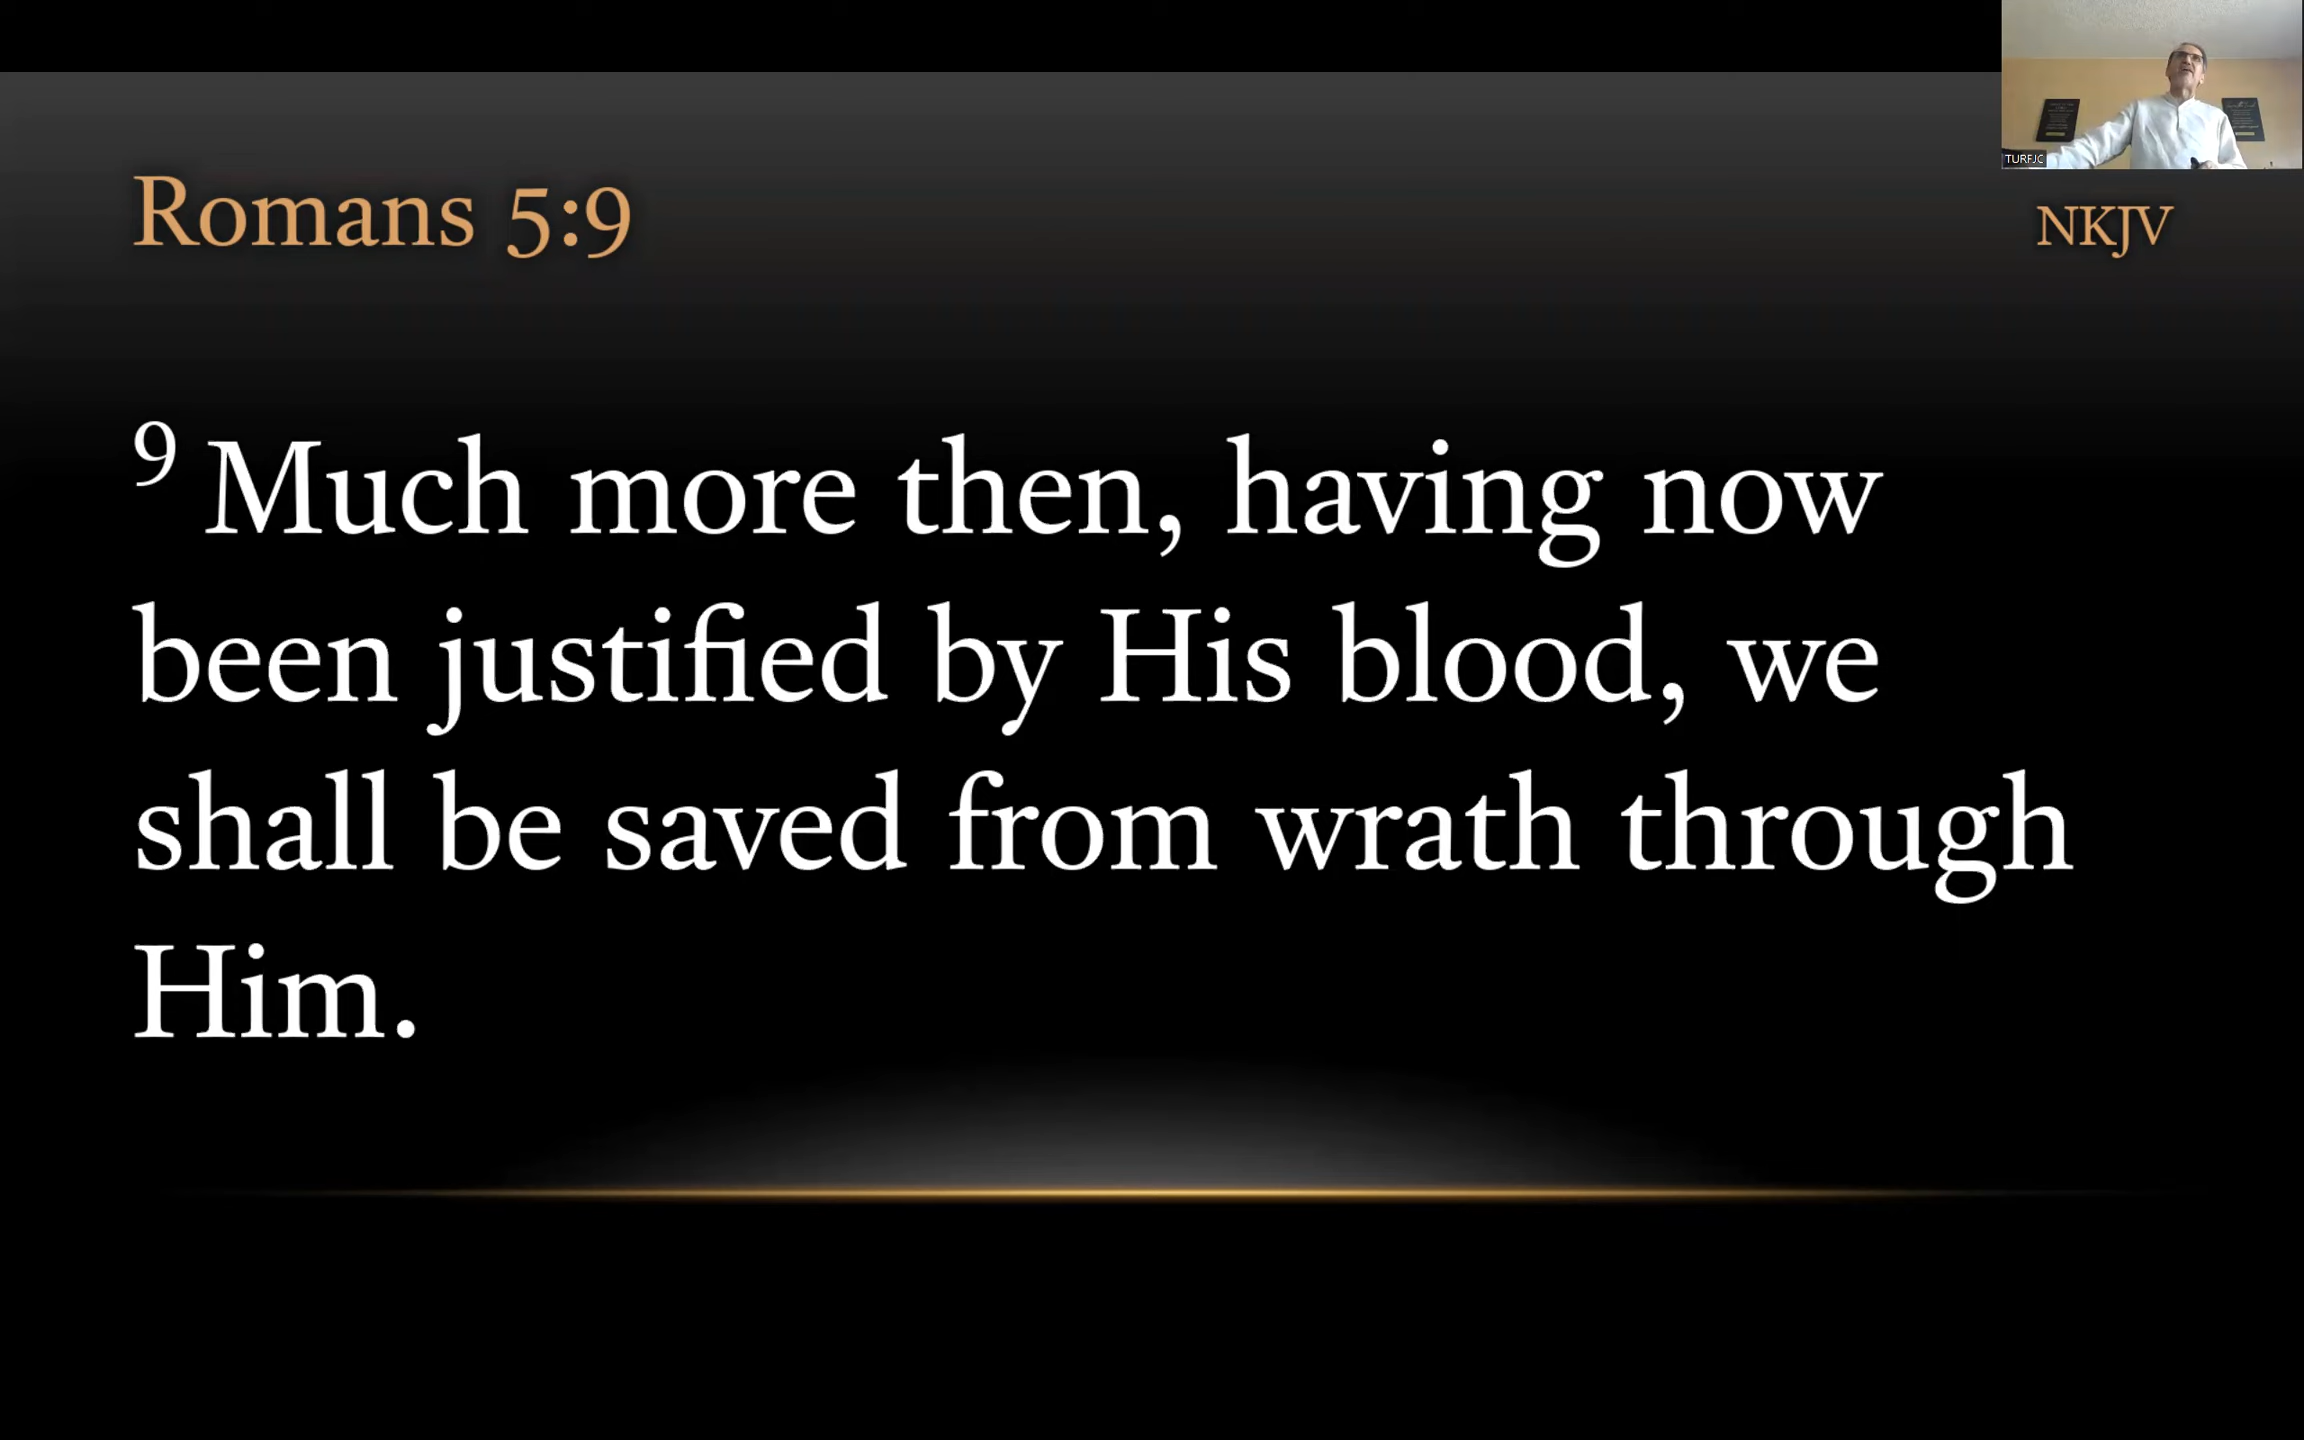 Romans 5:9
NKJV
TURFJC
9 Much more then, having now
been justified by His blood, we
shall be saved from wrath through
Him.